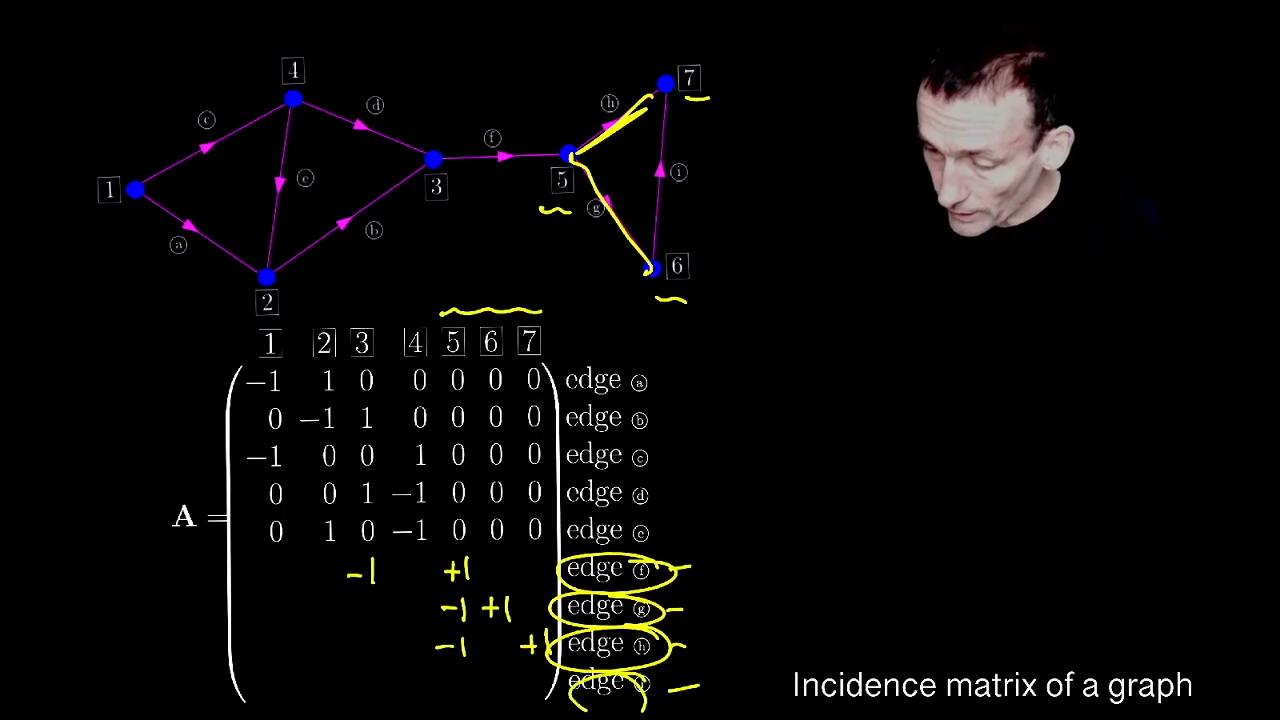 4
7
ⓒ ⓓ ⓗ
ⓕ
1 ⓔ 3 5 ⓘ
ⓐ ⓑ ⓖ
2 6
1 2 3 4 5 6 7
−1 1 0 0 0 0 0 edge ⓐ
0 −1 1 0 0 0 0 edge ⓑ
−1 0 0 1 0 0 0 edge ⓒ
0 0 1 −1 0 0 0 edge ⓓ
A =
0 1 0 −1 0 0 0 edge ⓔ
−1 +1 edge ⓕ
−1 +1 edge ⓖ
−1 +1 edge ⓗ
edge
Incidence matrix of a graph